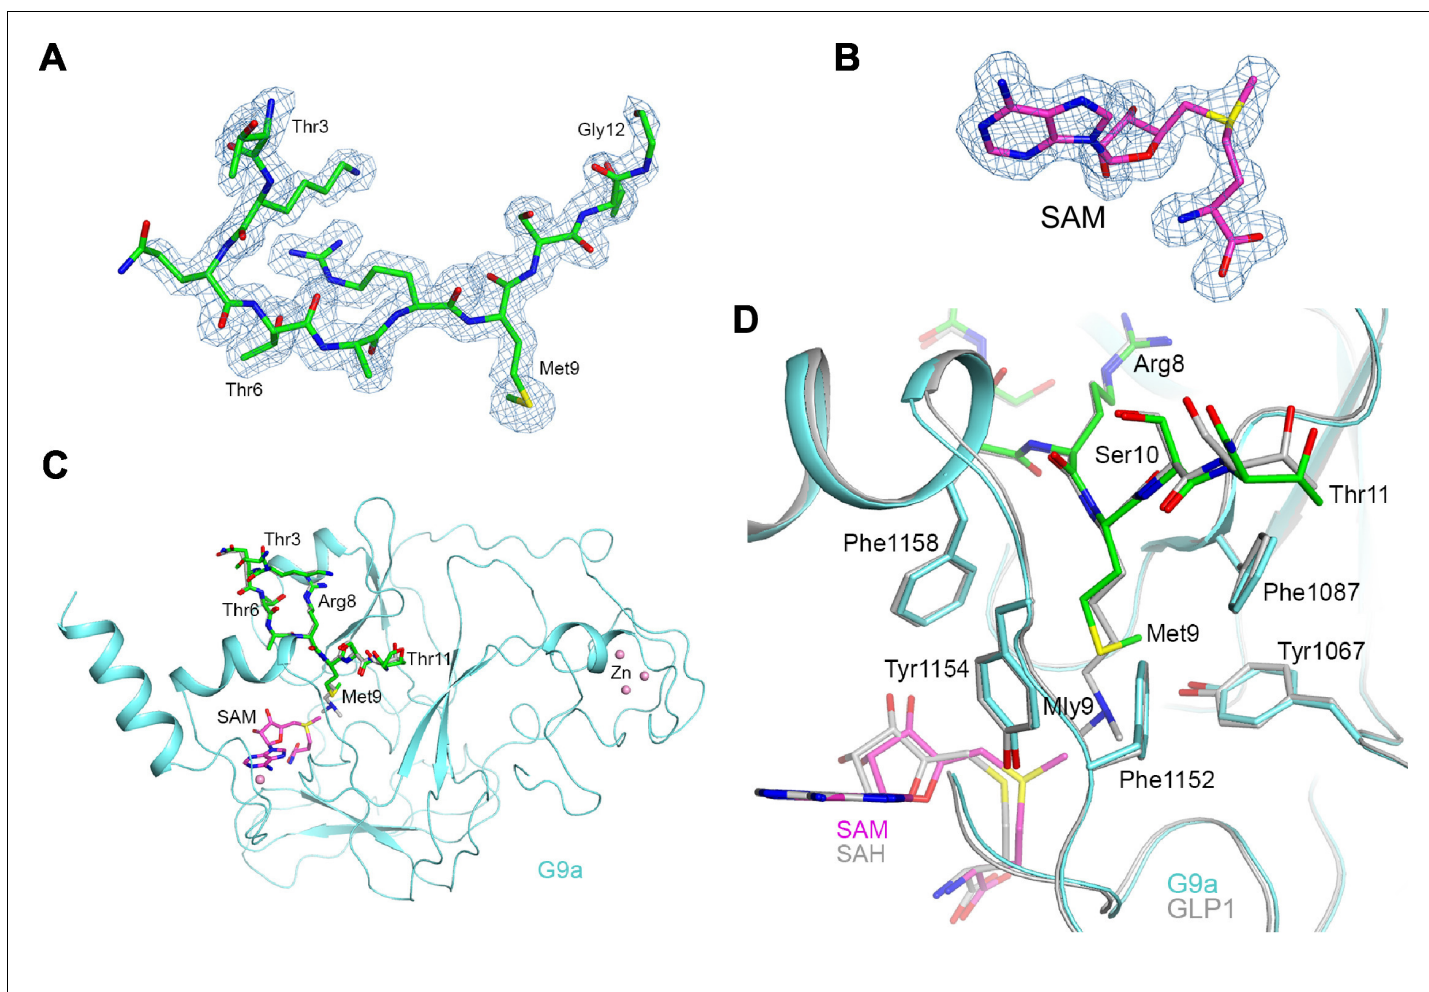 A
Thr3
Gly12
Thr6
Met9
B
SAM
C
Thr3
Thr6
Arg8
Thr11
Met9
SAM
Zn
G9a
D
Arg8
Ser10
Thr11
Phe1158
Phe1087
Met9
Tyr1067
Tyr1154
Mly9
Phe1152
SAM
SAH
G9a
GLP1